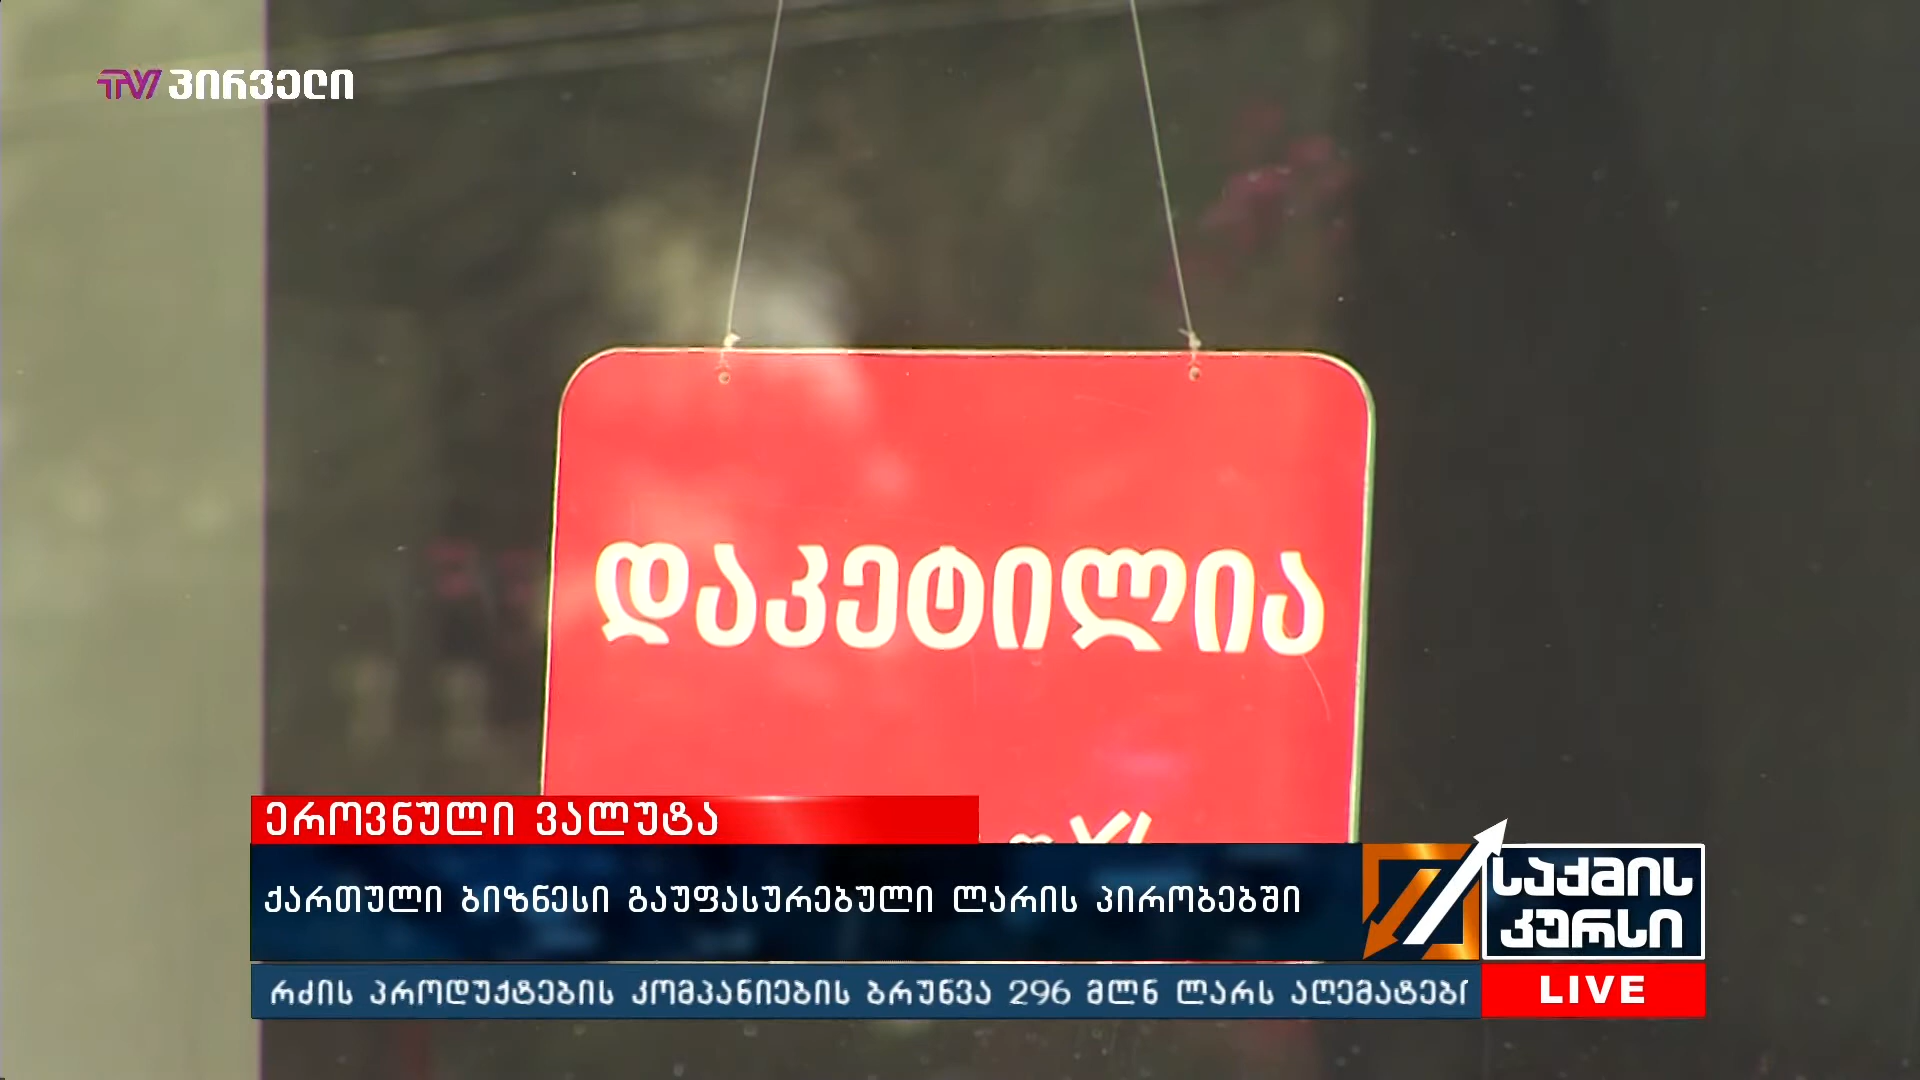 TV პირველი
დაკეტილია
ეროვნული ვალუტა
ქართული ბიზნესი გაუფასურებული ლარის პირობებში
საქმის
კურსი
რძის პროდუქტების კომპანიების ბრუნვა 296 მლნ ლარს აღემატები
LIVE